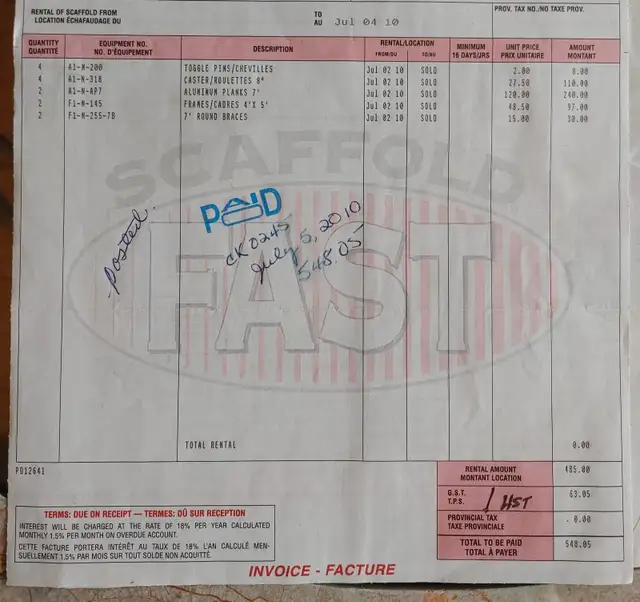 RENTAL OF SCAFFOLD FROM
LOCATION ÉCHAFAUDAGE DU
TO
AU Jul 04 10
PROV. TAX NO./NO TAXE PROV.
QUANTITY EQUIPMENT NO. DESCRIPTION RENTAL/LOCATION MINIMUM UNIT PRICE AMOUNT
QUANTITE NO. D'ÉQUIPEMENT FROM/DU TO/AU 16 DAYS/JRS PRIX UNITAIRE MONTANT
4 A1-N-200 TOGGLE PINS/CHEVILLES Jul 02 10 SOLD 2.00 8.00
4 A1-N-318 CASTER/ROULETTES 8" Jul 02 10 SOLD 27.50 110.00
2 A1-N-AP7 ALUMINUM PLANKS 7' Jul 02 10 SOLD 120.00 240.00
2 F1-N-145 FRAMES/CADRES 4'X 5' Jul 02 10 SOLD 48.50 97.00
2 F1-N-255-7B 7' ROUND BRACES Jul 02 10 SOLD 15.00 30.00
SCAFFOLD
FAST
PAID
posted.
CK 0245
July 5, 2010
548.05
TOTAL RENTAL 0.00
PD12641
RENTAL AMOUNT 485.00
MONTANT LOCATION
G.S.T. / HST 63.05
T.P.S.
PROVINCIAL TAX . 0.00
TAXE PROVINCIALE
TOTAL TO BE PAID 548.05
TOTAL À PAYER
TERMS: DUE ON RECEIPT — TERMES: DÛ SUR RÉCEPTION
INTEREST WILL BE CHARGED AT THE RATE OF 18% PER YEAR CALCULATED
MONTHLY 1.5% PER MONTH ON OVERDUE ACCOUNT.
CETTE FACTURE PORTERA INTÉRÊT AU TAUX DE 18% L'AN CALCULÉ MEN-
SUELLEMENT 1.5% PAR MOIS SUR TOUT SOLDE NON ACQUITTÉ.
INVOICE - FACTURE